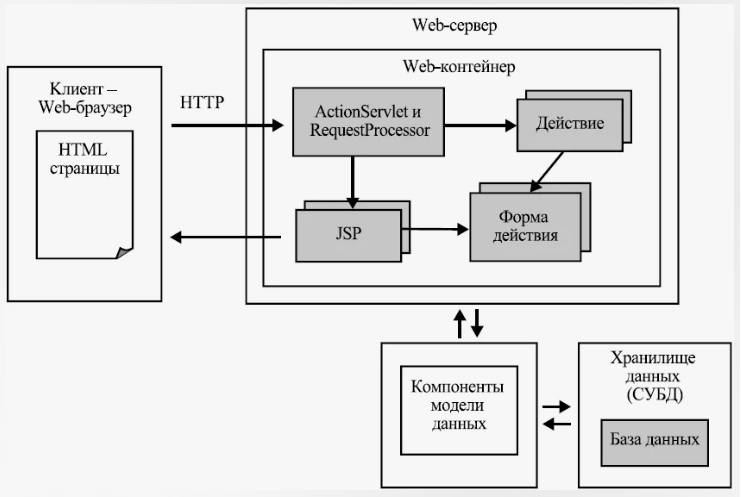 Web-сервер
Web-контейнер
Клиент –
Web-браузер
HTML
страницы
HTTP
ActionServlet и
RequestProcessor
Действие
JSP
Форма
действия
Компоненты
модели
данных
Хранилище
данных
(СУБД)
База данных